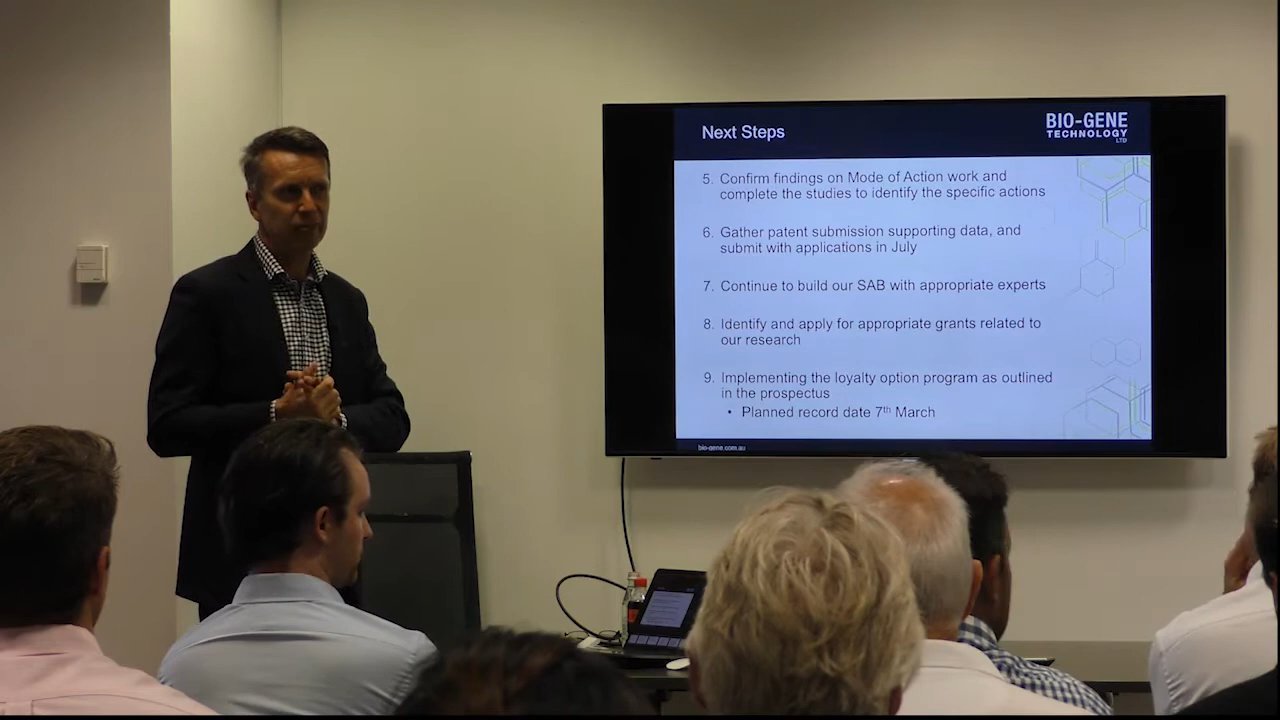 Next Steps
BIO-GENE
TECHNOLOGY
LTD
5. Confirm findings on Mode of Action work and
complete the studies to identify the specific actions
6. Gather patent submission supporting data, and
submit with applications in July
7. Continue to build our SAB with appropriate experts
8. Identify and apply for appropriate grants related to
our research
9. Implementing the loyalty option program as outlined
in the prospectus
• Planned record date 7th March
bio-gene.com.au